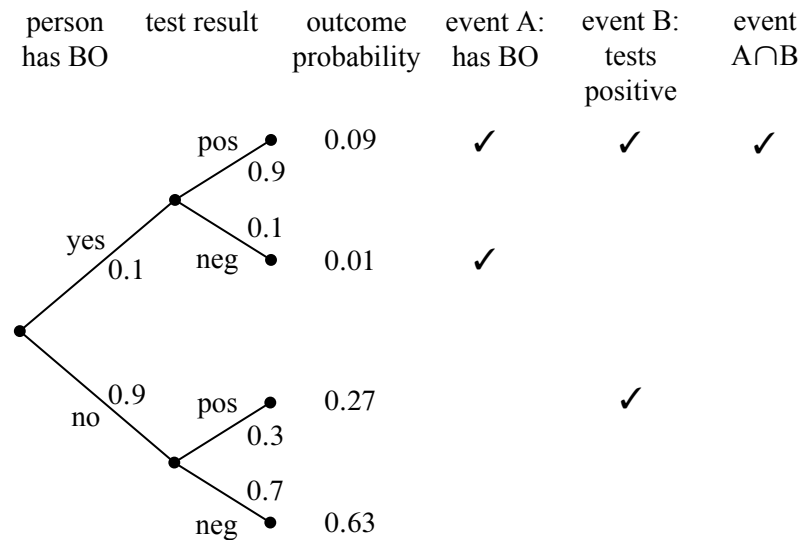 person test result outcome event A: event B: event
has BO probability has BO tests A∩B
positive
pos 0.09 ✓ ✓ ✓
0.9
yes 0.1
0.1 neg 0.01 ✓
0.9 pos 0.27 ✓
no 0.3
0.7
neg 0.63